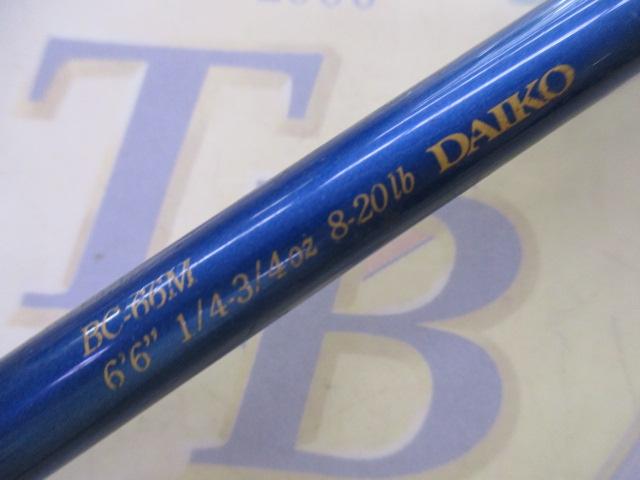 BC-66M
6'6" 1/4-3/4oz 8-20lb DAIKO
T
B